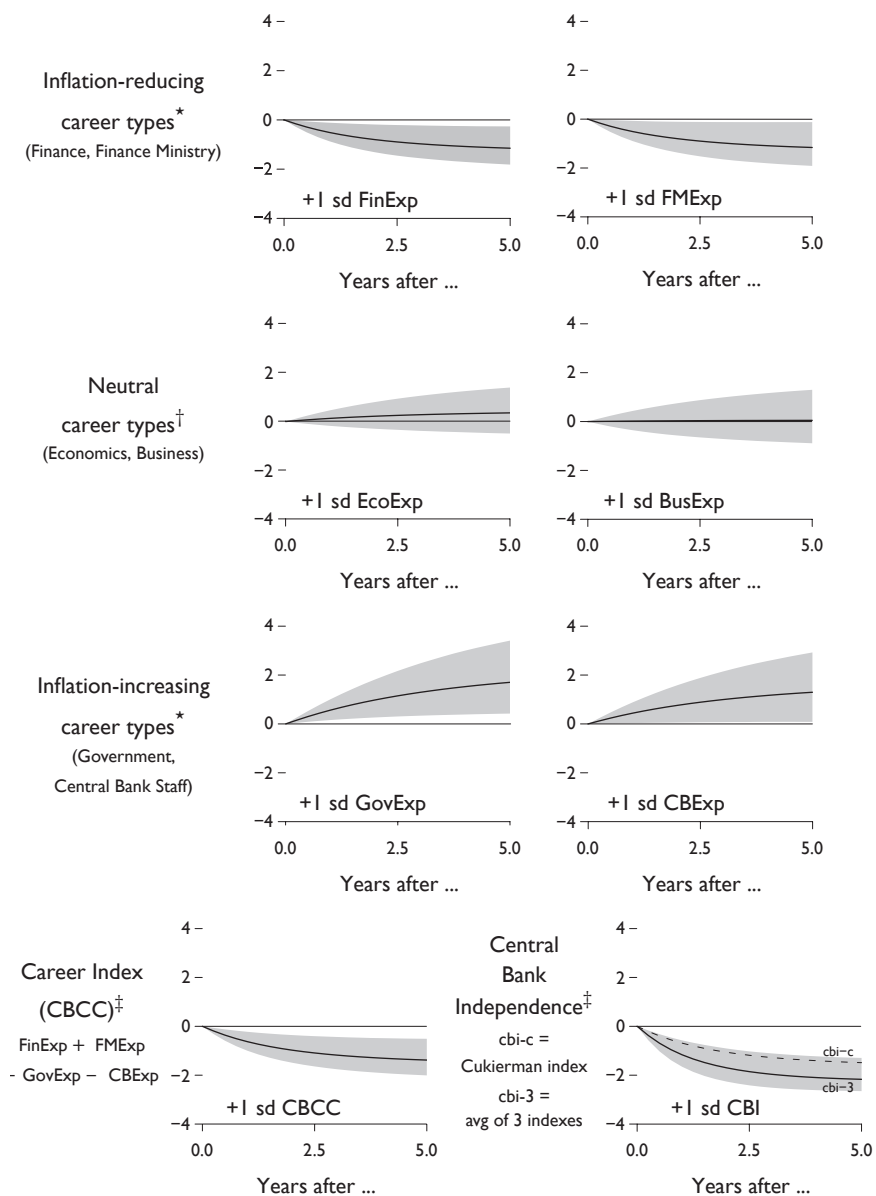 Inflation-reducing
career types*
(Finance, Finance Ministry)
4
2
0
−2
−4
+1 sd FinExp
0.0 2.5 5.0
Years after ...
4
2
0
−2
−4
+1 sd FMExp
0.0 2.5 5.0
Years after ...
Neutral
career types†
(Economics, Business)
4
2
0
−2
−4
+1 sd EcoExp
0.0 2.5 5.0
Years after ...
4
2
0
−2
−4
+1 sd BusExp
0.0 2.5 5.0
Years after ...
Inflation-increasing
career types*
(Government,
Central Bank Staff)
4
2
0
−2
−4
+1 sd GovExp
0.0 2.5 5.0
Years after ...
4
2
0
−2
−4
+1 sd CBExp
0.0 2.5 5.0
Years after ...
Career Index
(CBCC)‡
FinExp + FMExp
- GovExp − CBExp
4
2
0
−2
−4
+1 sd CBCC
0.0 2.5 5.0
Years after ...
Central
Bank
Independence‡
cbi-c =
Cukierman index
cbi-3 =
avg of 3 indexes
4
2
0
−2
−4
cbi−c
cbi−3
+1 sd CBI
0.0 2.5 5.0
Years after ...